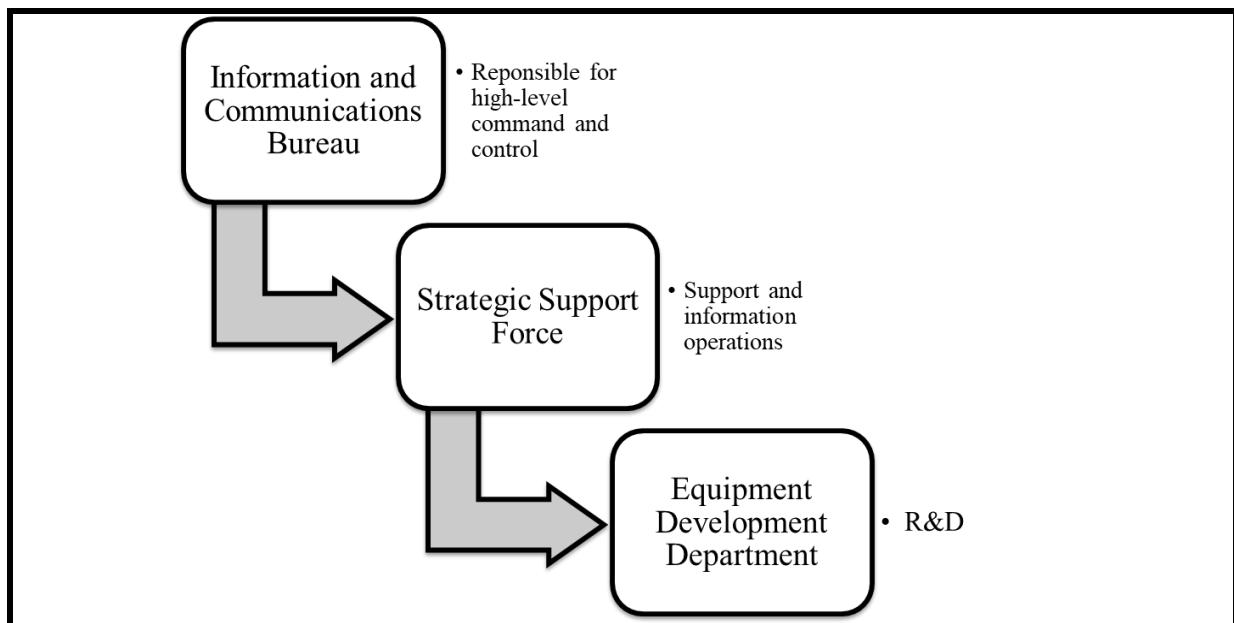 Information and
Communications
Bureau
• Reponsible for
high-level
command and
control
Strategic Support
Force
• Support and
information
operations
Equipment
Development
Department
• R&D